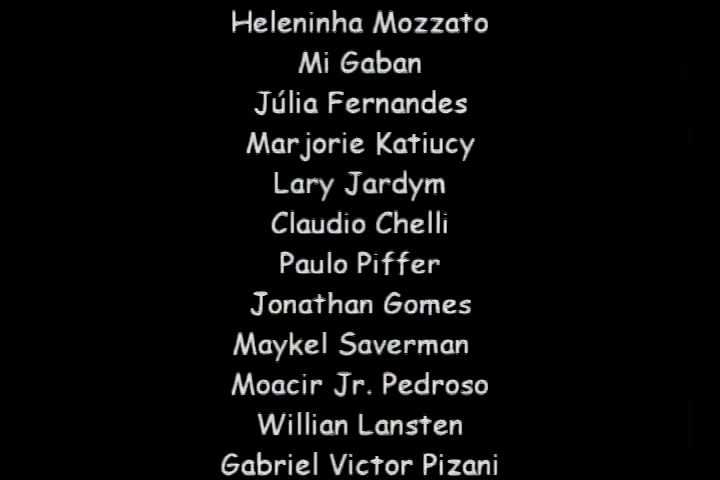 Heleninha Mozzato
Mi Gaban
Júlia Fernandes
Marjorie Katiucy
Lary Jardym
Claudio Chelli
Paulo Piffer
Jonathan Gomes
Maykel Saverman
Moacir Jr. Pedroso
Willian Lansten
Gabriel Victor Pizani